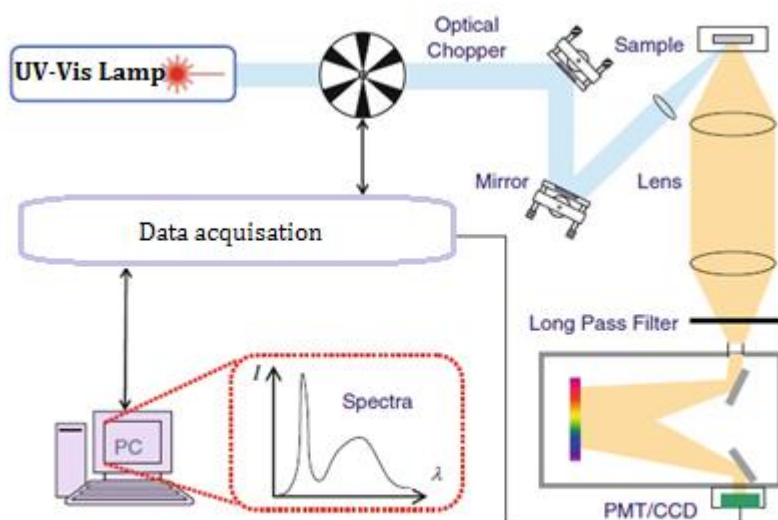 Optical
Chopper
Sample
UV-Vis Lamp
Mirror
Lens
Data acquisation
Long Pass Filter
I
Spectra
PC
λ
PMT/CCD